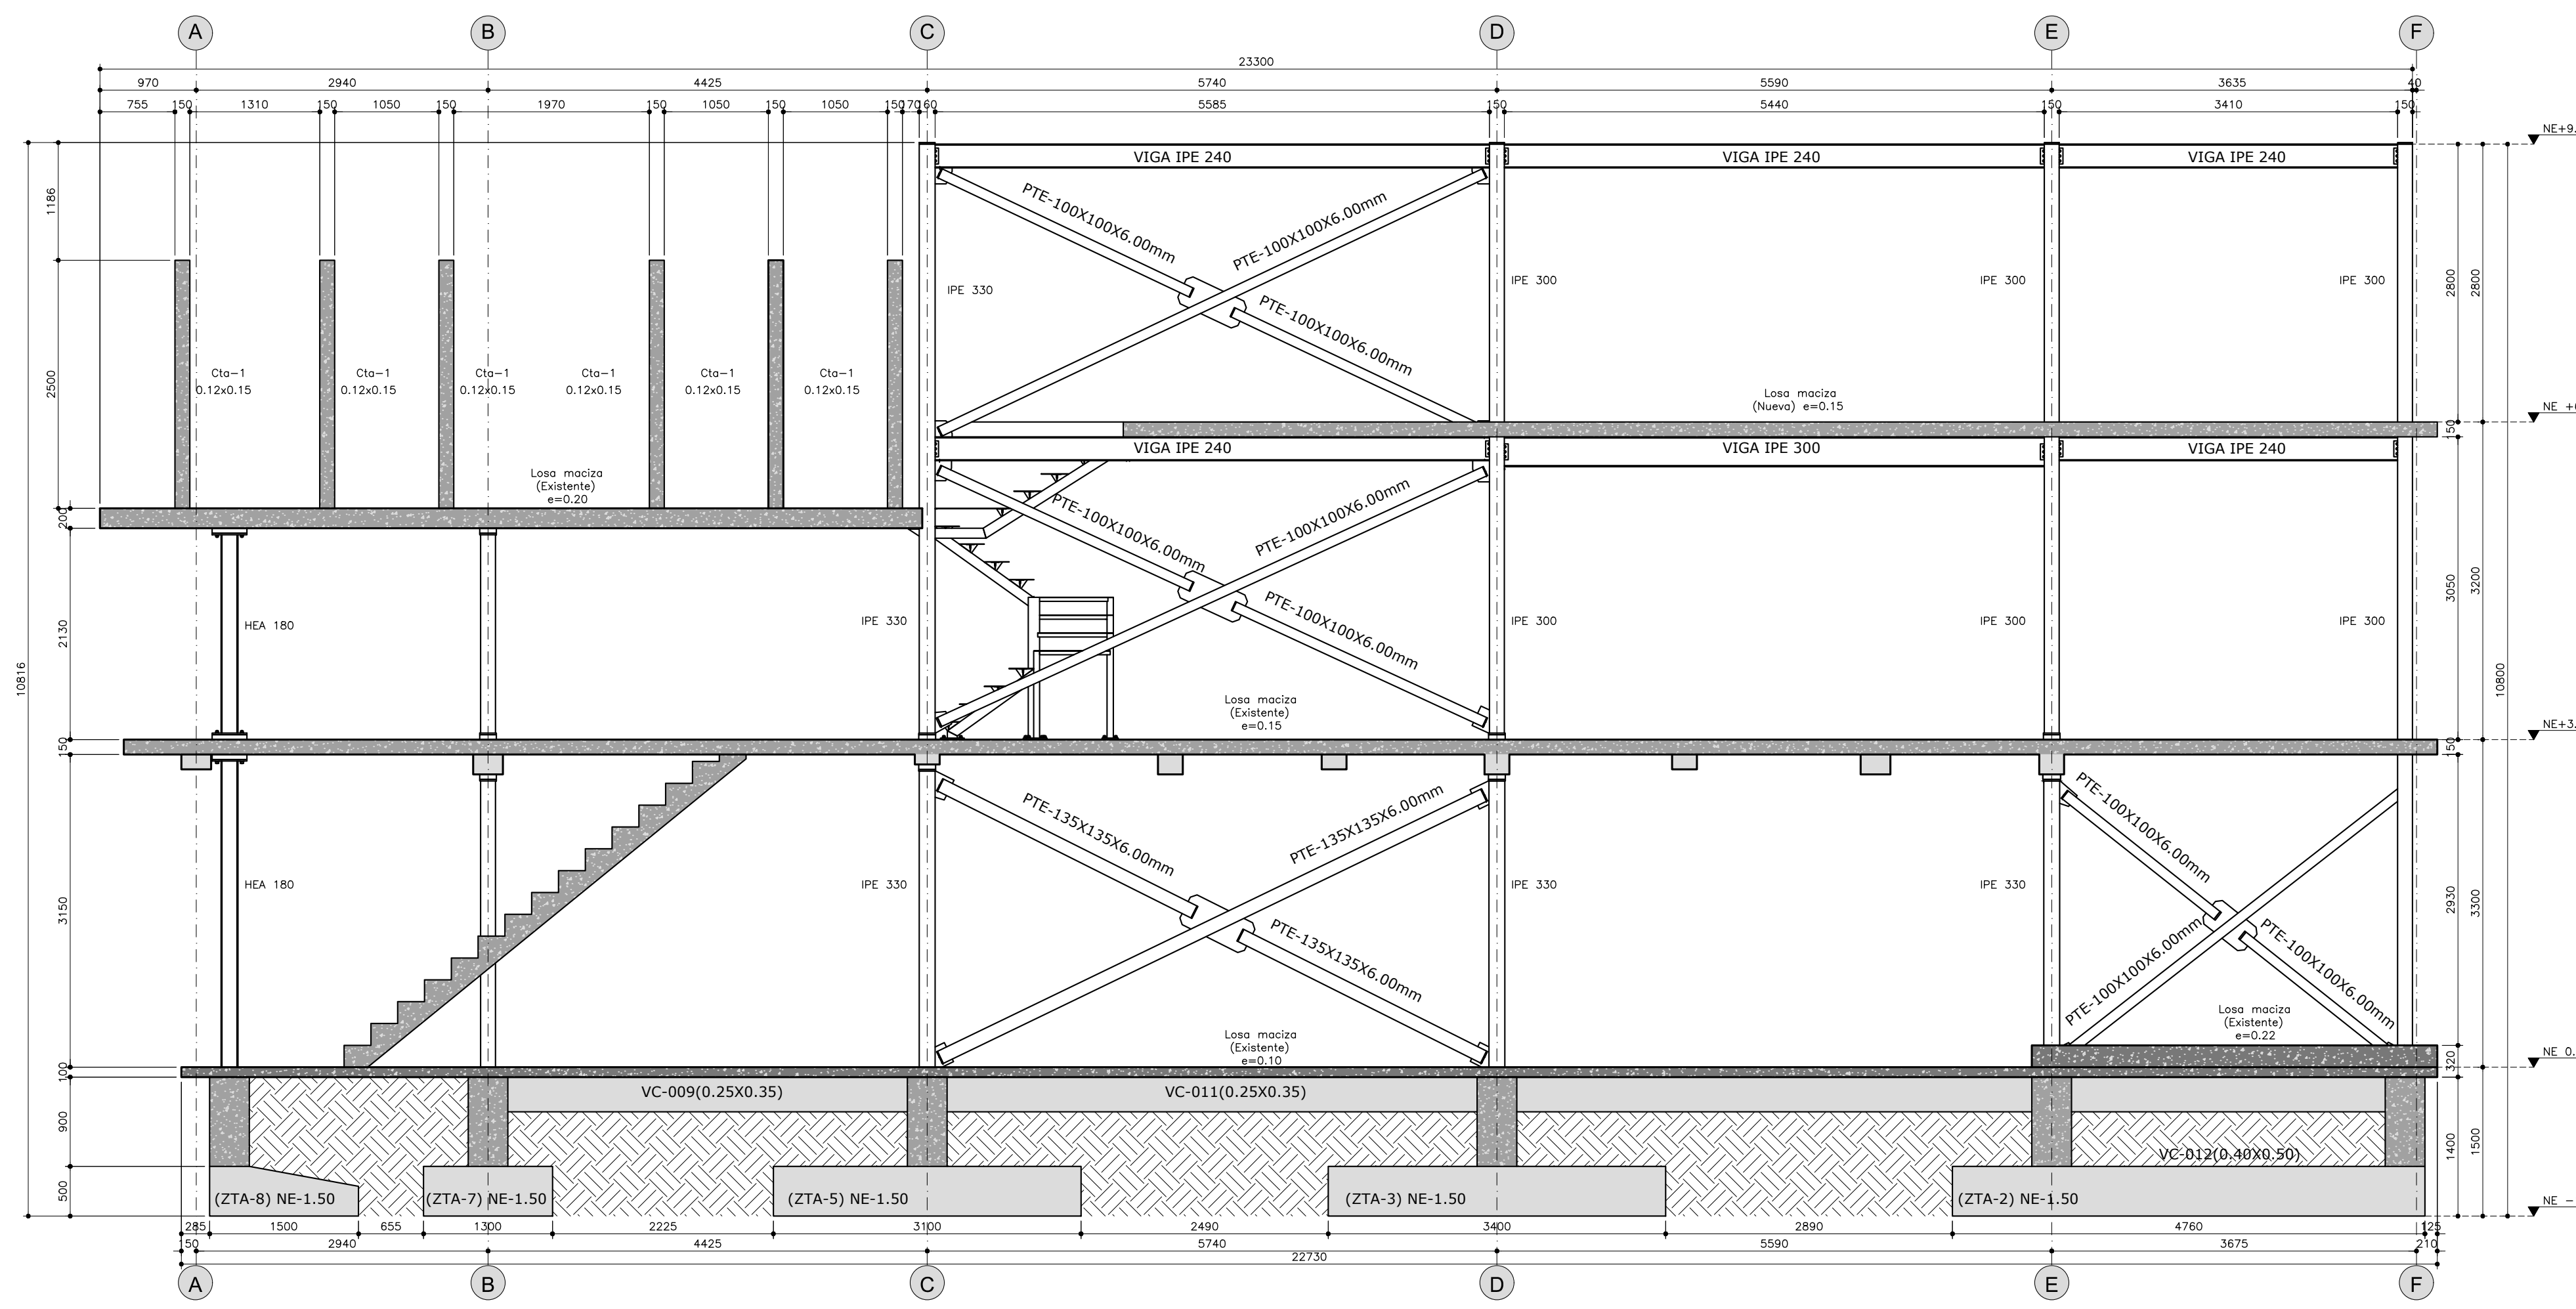 A B C D E F
23300
970 2940 4425 5740 5590 3635 40
755 150 1310 150 1050 150 1970 150 1050 150 1050 150 170 160 5585 150 5440 150 3410 150
NE+9.
VIGA IPE 240 VIGA IPE 240 VIGA IPE 240
1186
PTE-100X100X6.00mm
PTE-100X100X6.00mm
PTE-100X100X6.00mm
IPE 330 IPE 300 IPE 300 IPE 300
2800 2800
2500
Cta-1 Cta-1 Cta-1 Cta-1 Cta-1 Cta-1
0.12x0.15 0.12x0.15 0.12x0.15 0.12x0.15 0.12x0.15 0.12x0.15
Losa maciza
(Nueva) e=0.15
150
VIGA IPE 240 VIGA IPE 300 VIGA IPE 240
Losa maciza
(Existente)
e=0.20
200
PTE-100X100X6.00mm
PTE-100X100X6.00mm
PTE-100X100X6.00mm
HEA 180 IPE 330 IPE 300 IPE 300 IPE 300
2130
3050 3200
10816
10800
Losa maciza
(Existente)
e=0.15
NE+3.
150 150
PTE-135X135X6.00mm
PTE-135X135X6.00mm
PTE-135X135X6.00mm
PTE-100X100X6.00mm
PTE-100X100X6.00mm
PTE-100X100X6.00mm
HEA 180 IPE 330 IPE 330 IPE 330
3150
2930 3300
Losa maciza
(Existente)
e=0.22
Losa maciza
(Existente)
e=0.10
NE 0.
100 320
VC-009(0.25X0.35) VC-011(0.25X0.35)
900
VC-012(0.40X0.50)
1400 1500
500
(ZTA-8) NE-1.50 (ZTA-7) NE-1.50 (ZTA-5) NE-1.50 (ZTA-3) NE-1.50 (ZTA-2) NE-1.50
NE -
285 1500 655 1300 2225 3100 2490 3400 2890 4760 125
150 2940 4425 5740 5590 3675 210
22730
A B C D E F